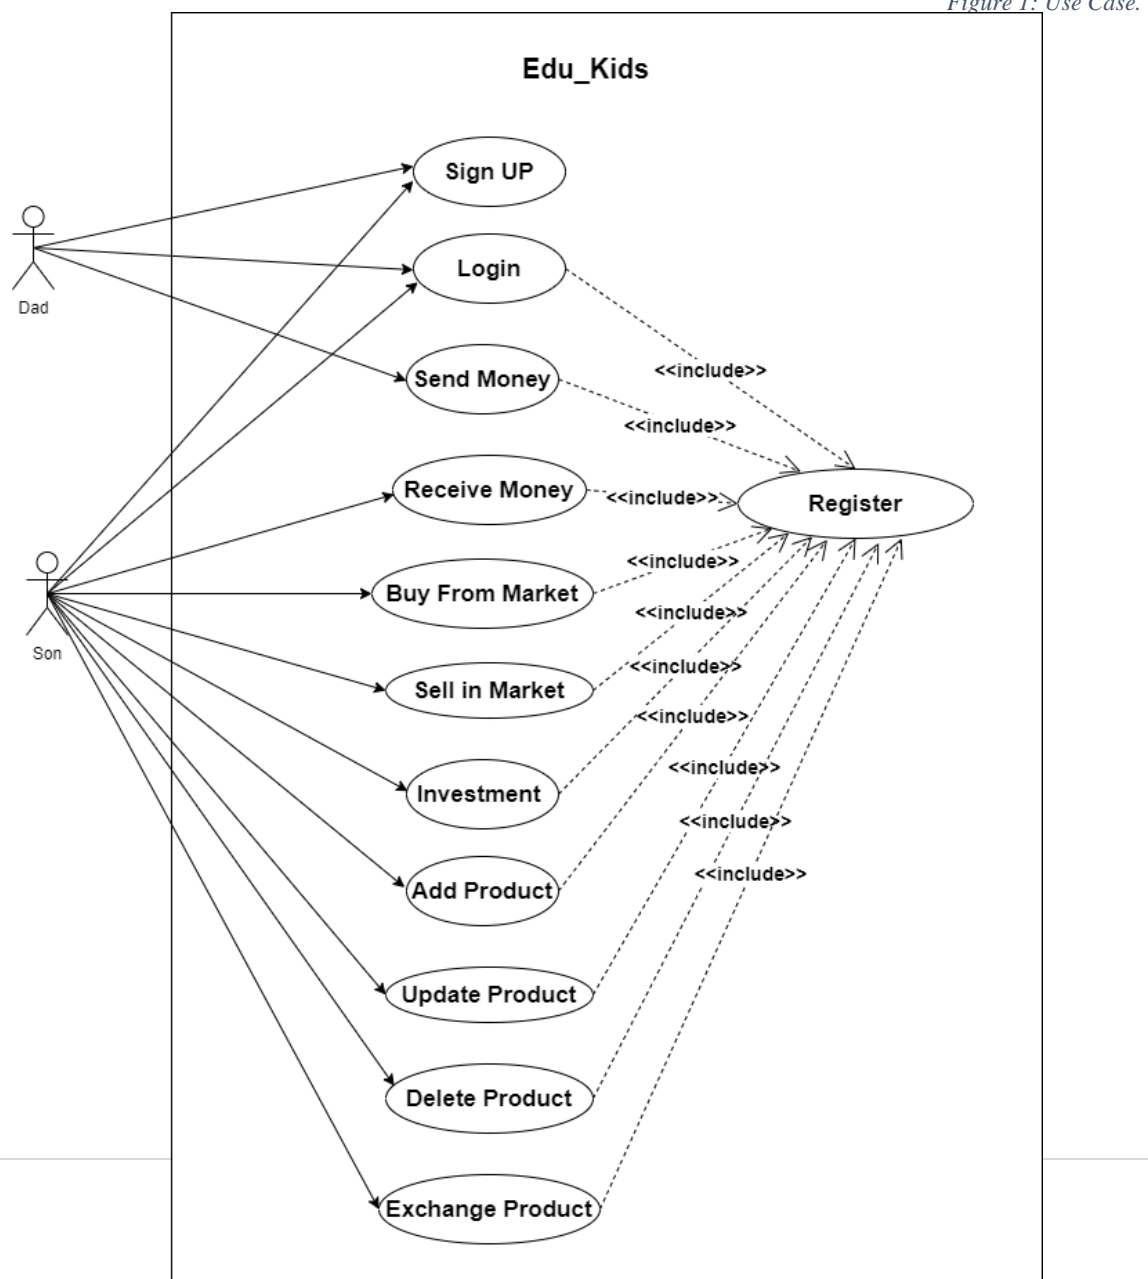 Figure 1: Use Case.
Edu_Kids
Sign UP
Login
Dad
<<include>>
Send Money
<<include>>
Receive Money
<<include>>
Register
<<include>>
Buy From Market
<<include>>
Son
<<include>>
Sell in Market
<<include>>
<<include>>
Investment
<<include>>
<<include>>
Add Product
Update Product
Delete Product
Exchange Product